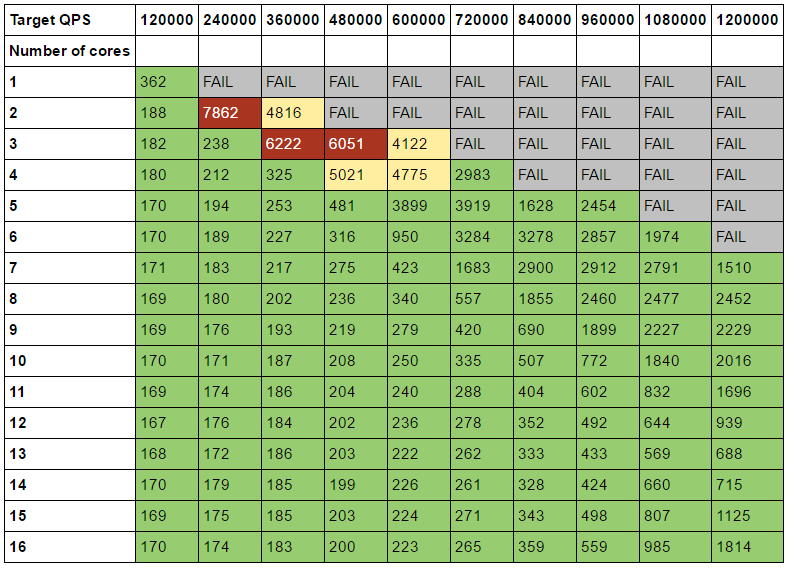 Target QPS 120000 240000 360000 480000 600000 720000 840000 960000 1080000 1200000
Number of cores
1 362 FAIL FAIL FAIL FAIL FAIL FAIL FAIL FAIL FAIL
2 188 7862 4816 FAIL FAIL FAIL FAIL FAIL FAIL FAIL
3 182 238 6222 6051 4122 FAIL FAIL FAIL FAIL FAIL
4 180 212 325 5021 4775 2983 FAIL FAIL FAIL FAIL
5 170 194 253 481 3899 3919 1628 2454 FAIL FAIL
6 170 189 227 316 950 3284 3278 2857 1974 FAIL
7 171 183 217 275 423 1683 2900 2912 2791 1510
8 169 180 202 236 340 557 1855 2460 2477 2452
9 169 176 193 219 279 420 690 1899 2227 2229
10 170 171 187 208 250 335 507 772 1840 2016
11 169 174 186 204 240 288 404 602 832 1696
12 167 176 184 202 236 278 352 492 644 939
13 168 172 186 203 222 262 333 433 569 688
14 170 179 185 199 226 261 328 424 660 715
15 169 175 185 203 224 271 343 498 807 1125
16 170 174 183 200 223 265 359 559 985 1814